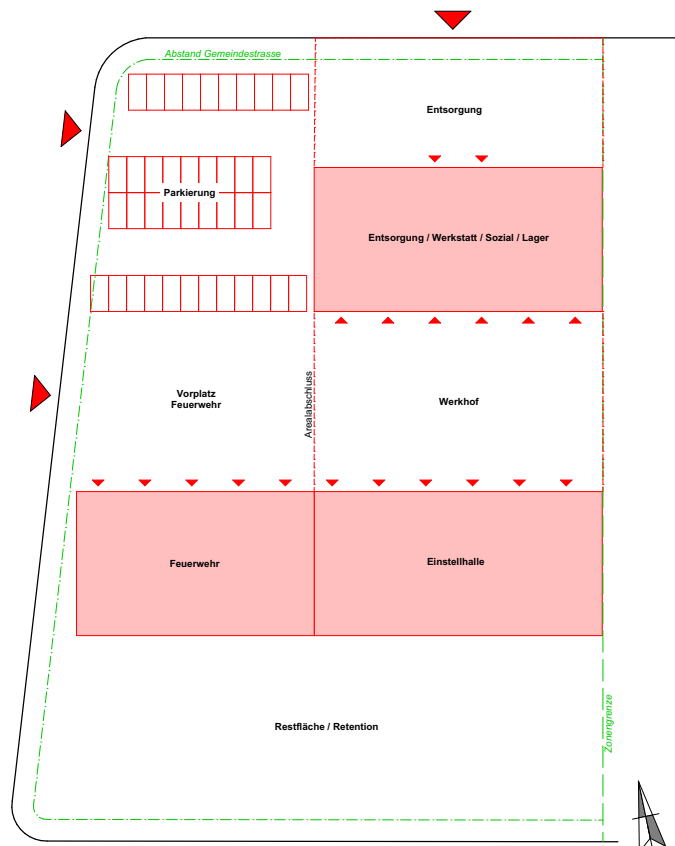 Abstand Gemeindestrasse
Entsorgung
Parkierung
Entsorgung / Werkstatt / Sozial / Lager
Vorplatz
Feuerwehr
Arealabschluss
Werkhof
Feuerwehr
Einstellhalle
Restfläche / Retention
Zonengrenze